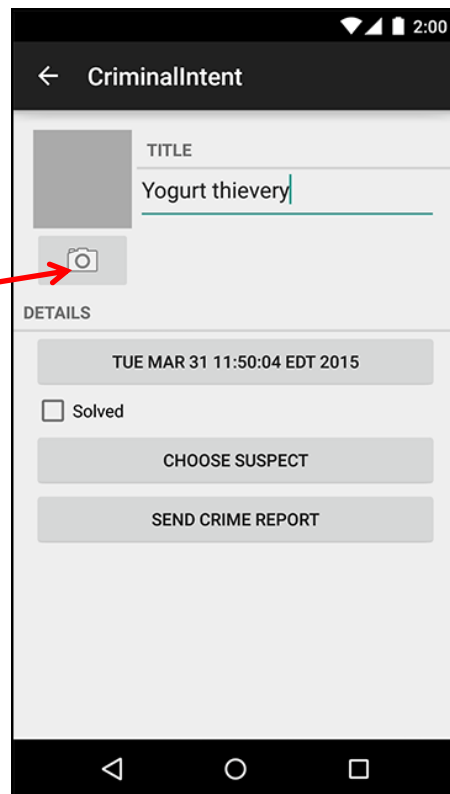 2:00
CriminalIntent
TITLE
Yogurt thievery
DETAILS
TUE MAR 31 11:50:04 EDT 2015
Solved
CHOOSE SUSPECT
SEND CRIME REPORT